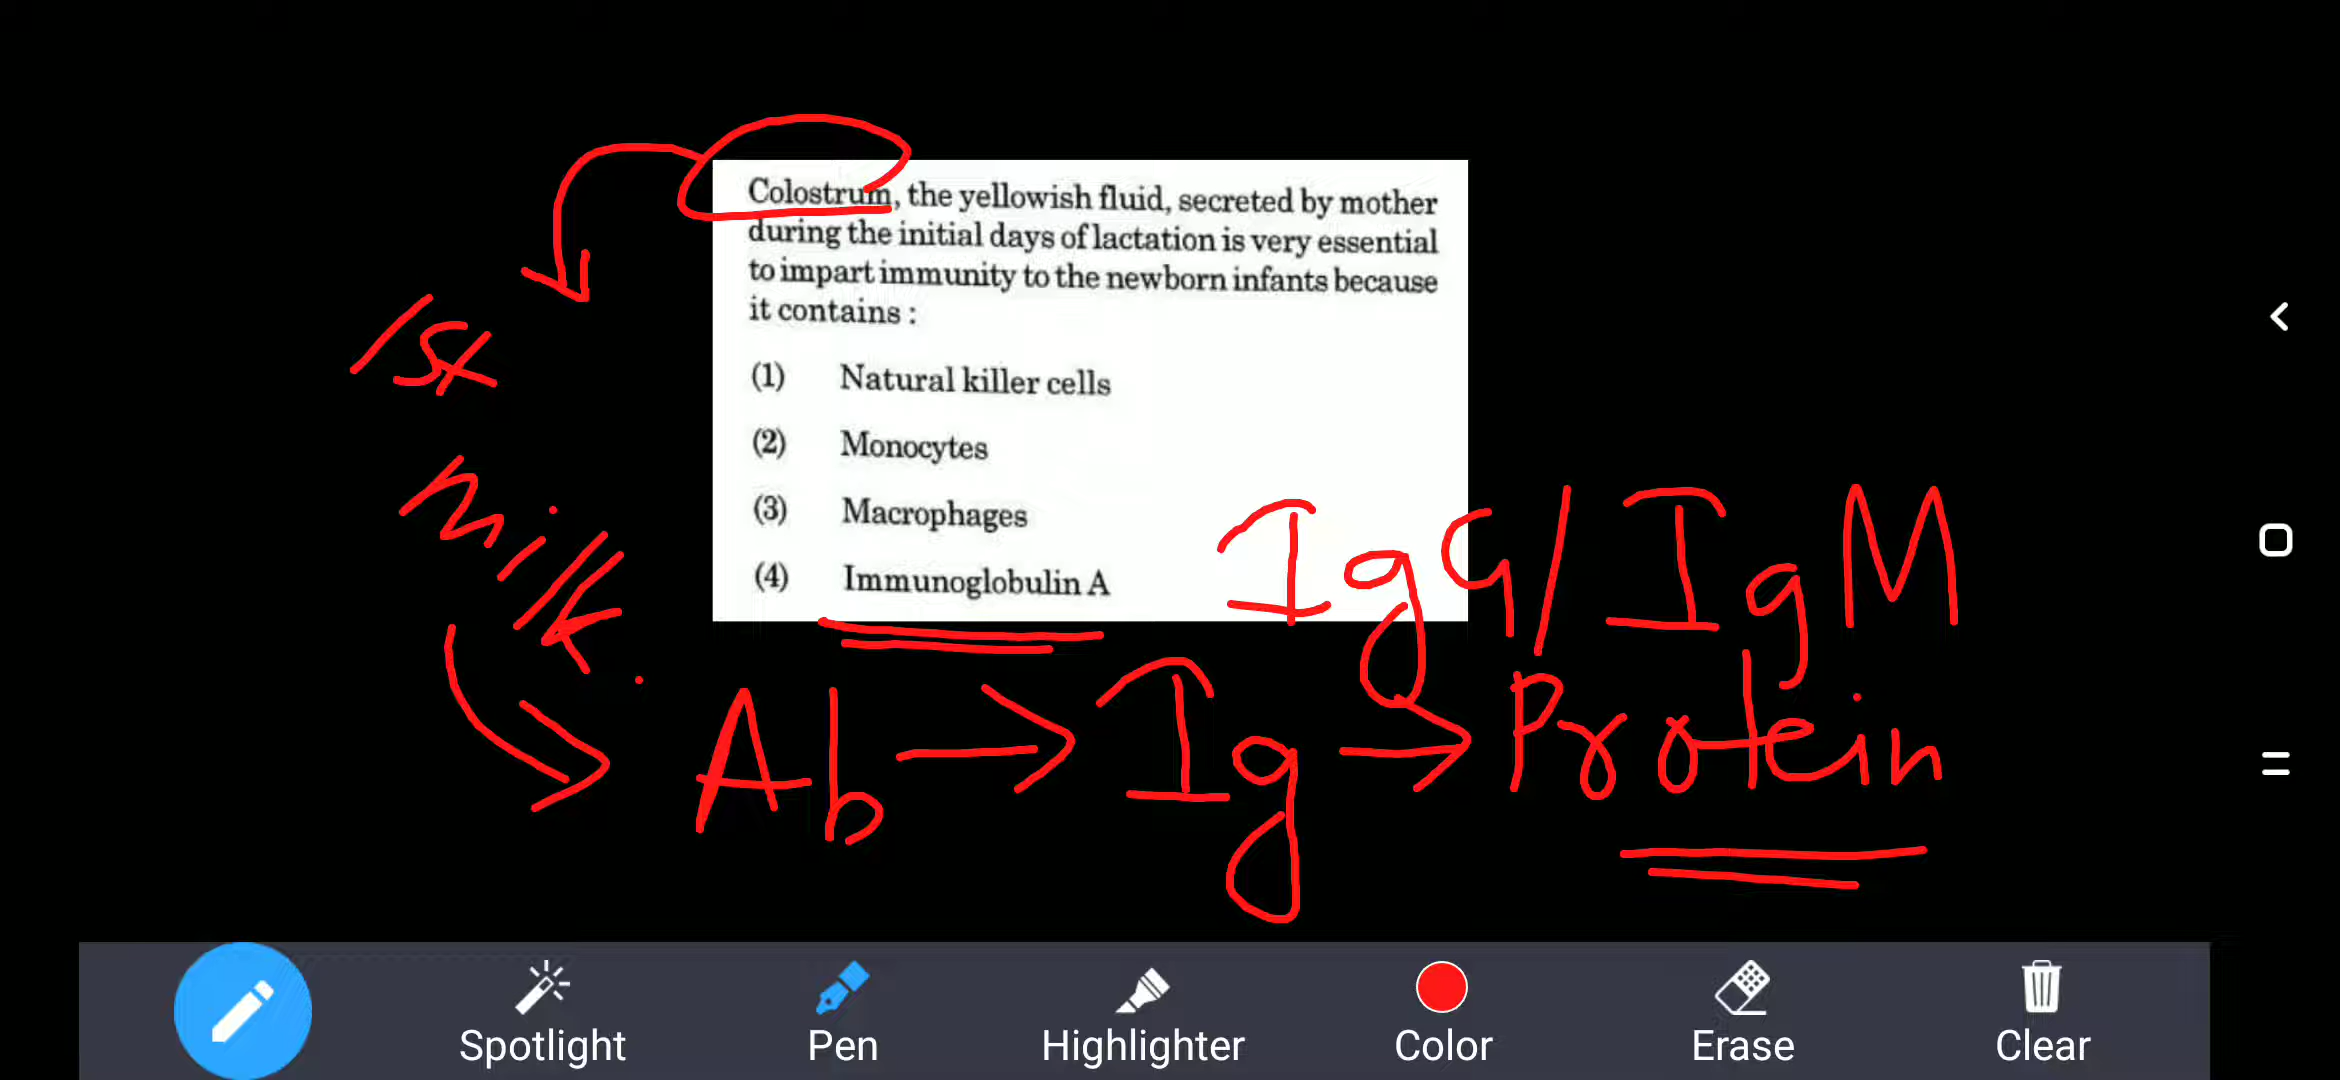 Colostrum, the yellowish fluid, secreted by mother
during the initial days of lactation is very essential
to impart immunity to the newborn infants because
it contains :
(1) Natural killer cells
(2) Monocytes
(3) Macrophages
(4) Immunoglobulin A
1st
milk.
IgG/IgM
Ab → Ig → Protein
Spotlight Pen Highlighter Color Erase Clear